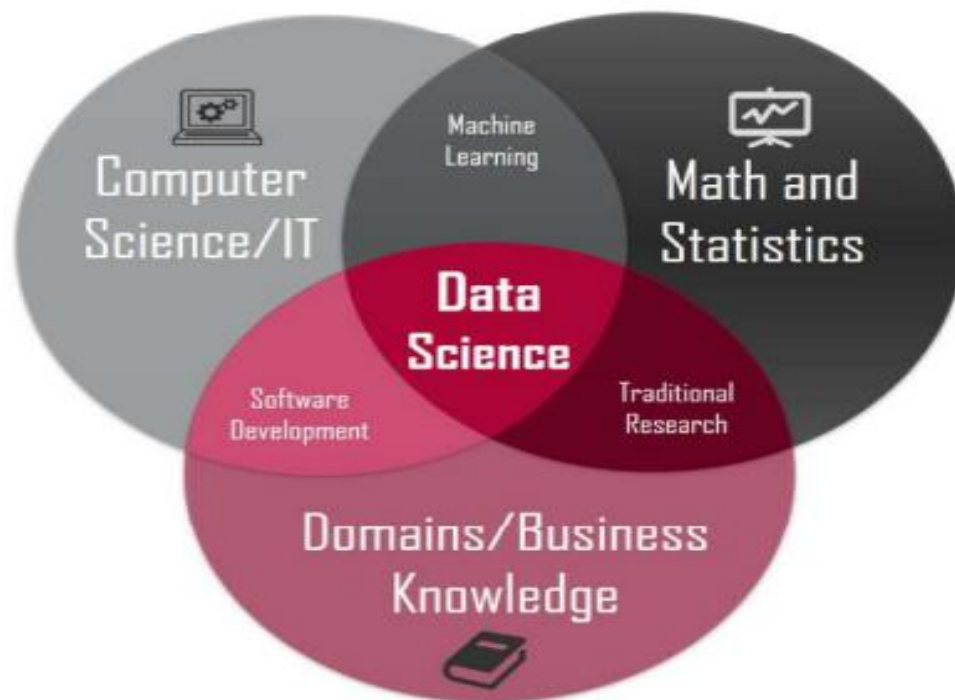 Machine
Learning
Computer
Science/IT
Math and
Statistics
Data
Science
Software
Development
Traditional
Research
Domains/Business
Knowledge